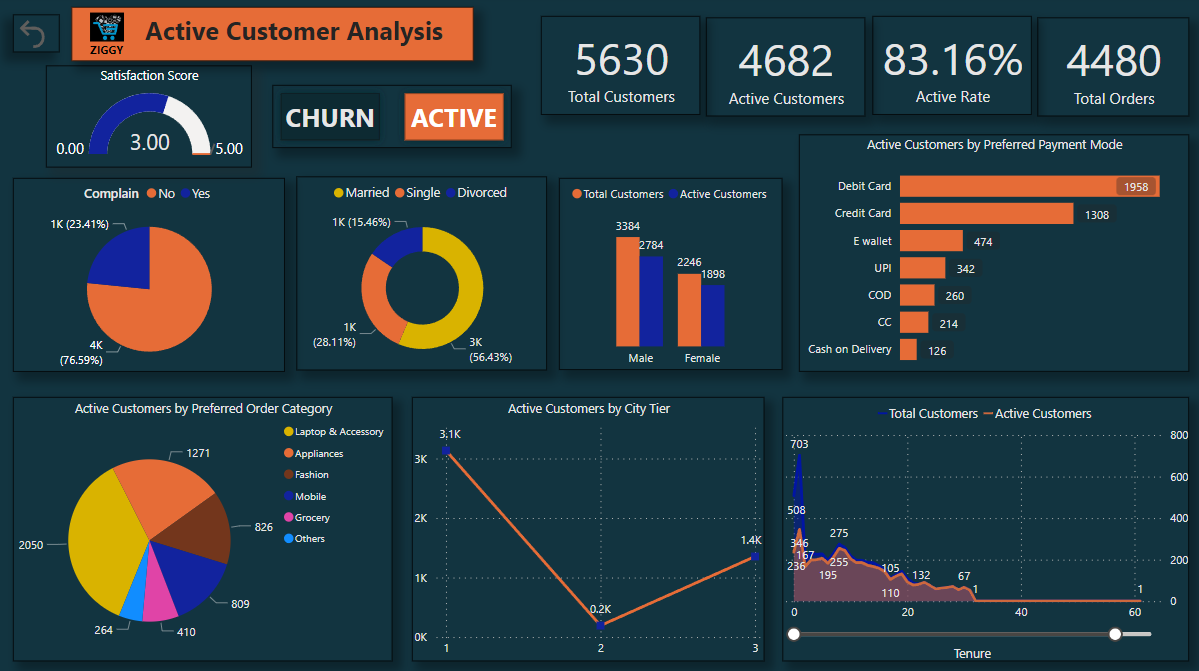 ZIGGY
Active Customer Analysis
5630
Total Customers
4682
Active Customers
83.16%
Active Rate
4480
Total Orders
Satisfaction Score
0.00
3.00
5.00
CHURN
ACTIVE
Complain No Yes
1K (23.41%)
4K
(76.59%)
Married Single Divorced
1K (15.46%)
1K
(28.11%)
3K
(56.43%)
Total Customers Active Customers
3384
2784
2246
1898
Male
Female
Active Customers by Preferred Payment Mode
Debit Card 1958
Credit Card 1308
E wallet 474
UPI 342
COD 260
CC 214
Cash on Delivery 126
Active Customers by Preferred Order Category
Laptop & Accessory
Appliances
Fashion
Mobile
Grocery
Others
1271
826
809
410
264
2050
Active Customers by City Tier
3.1K
3K
2K
1.4K
1K
0.2K
0K
1 2 3
Total Customers Active Customers
800
703
600
508
400
346
275
167
236
195
255
200
105
110
132
67
1
1
0
0 20 40 60
Tenure